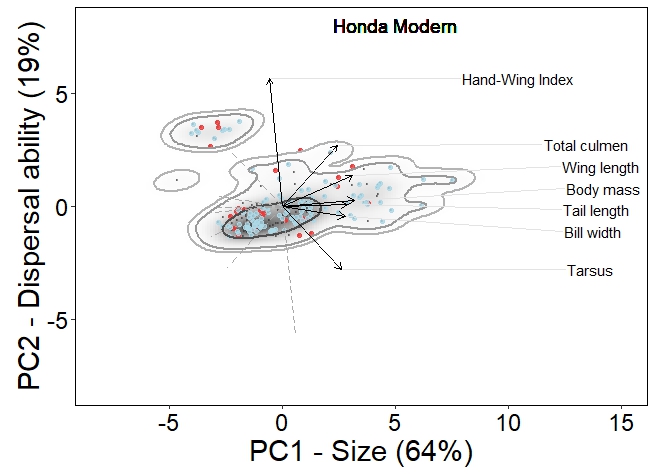 Honda Modern
Hand-Wing Index
Total culmen
Wing length
Body mass
Tail length
Bill width
Tarsus
PC2 - Dispersal ability (19%)
5
0
-5
-5 0 5 10 15
PC1 - Size (64%)